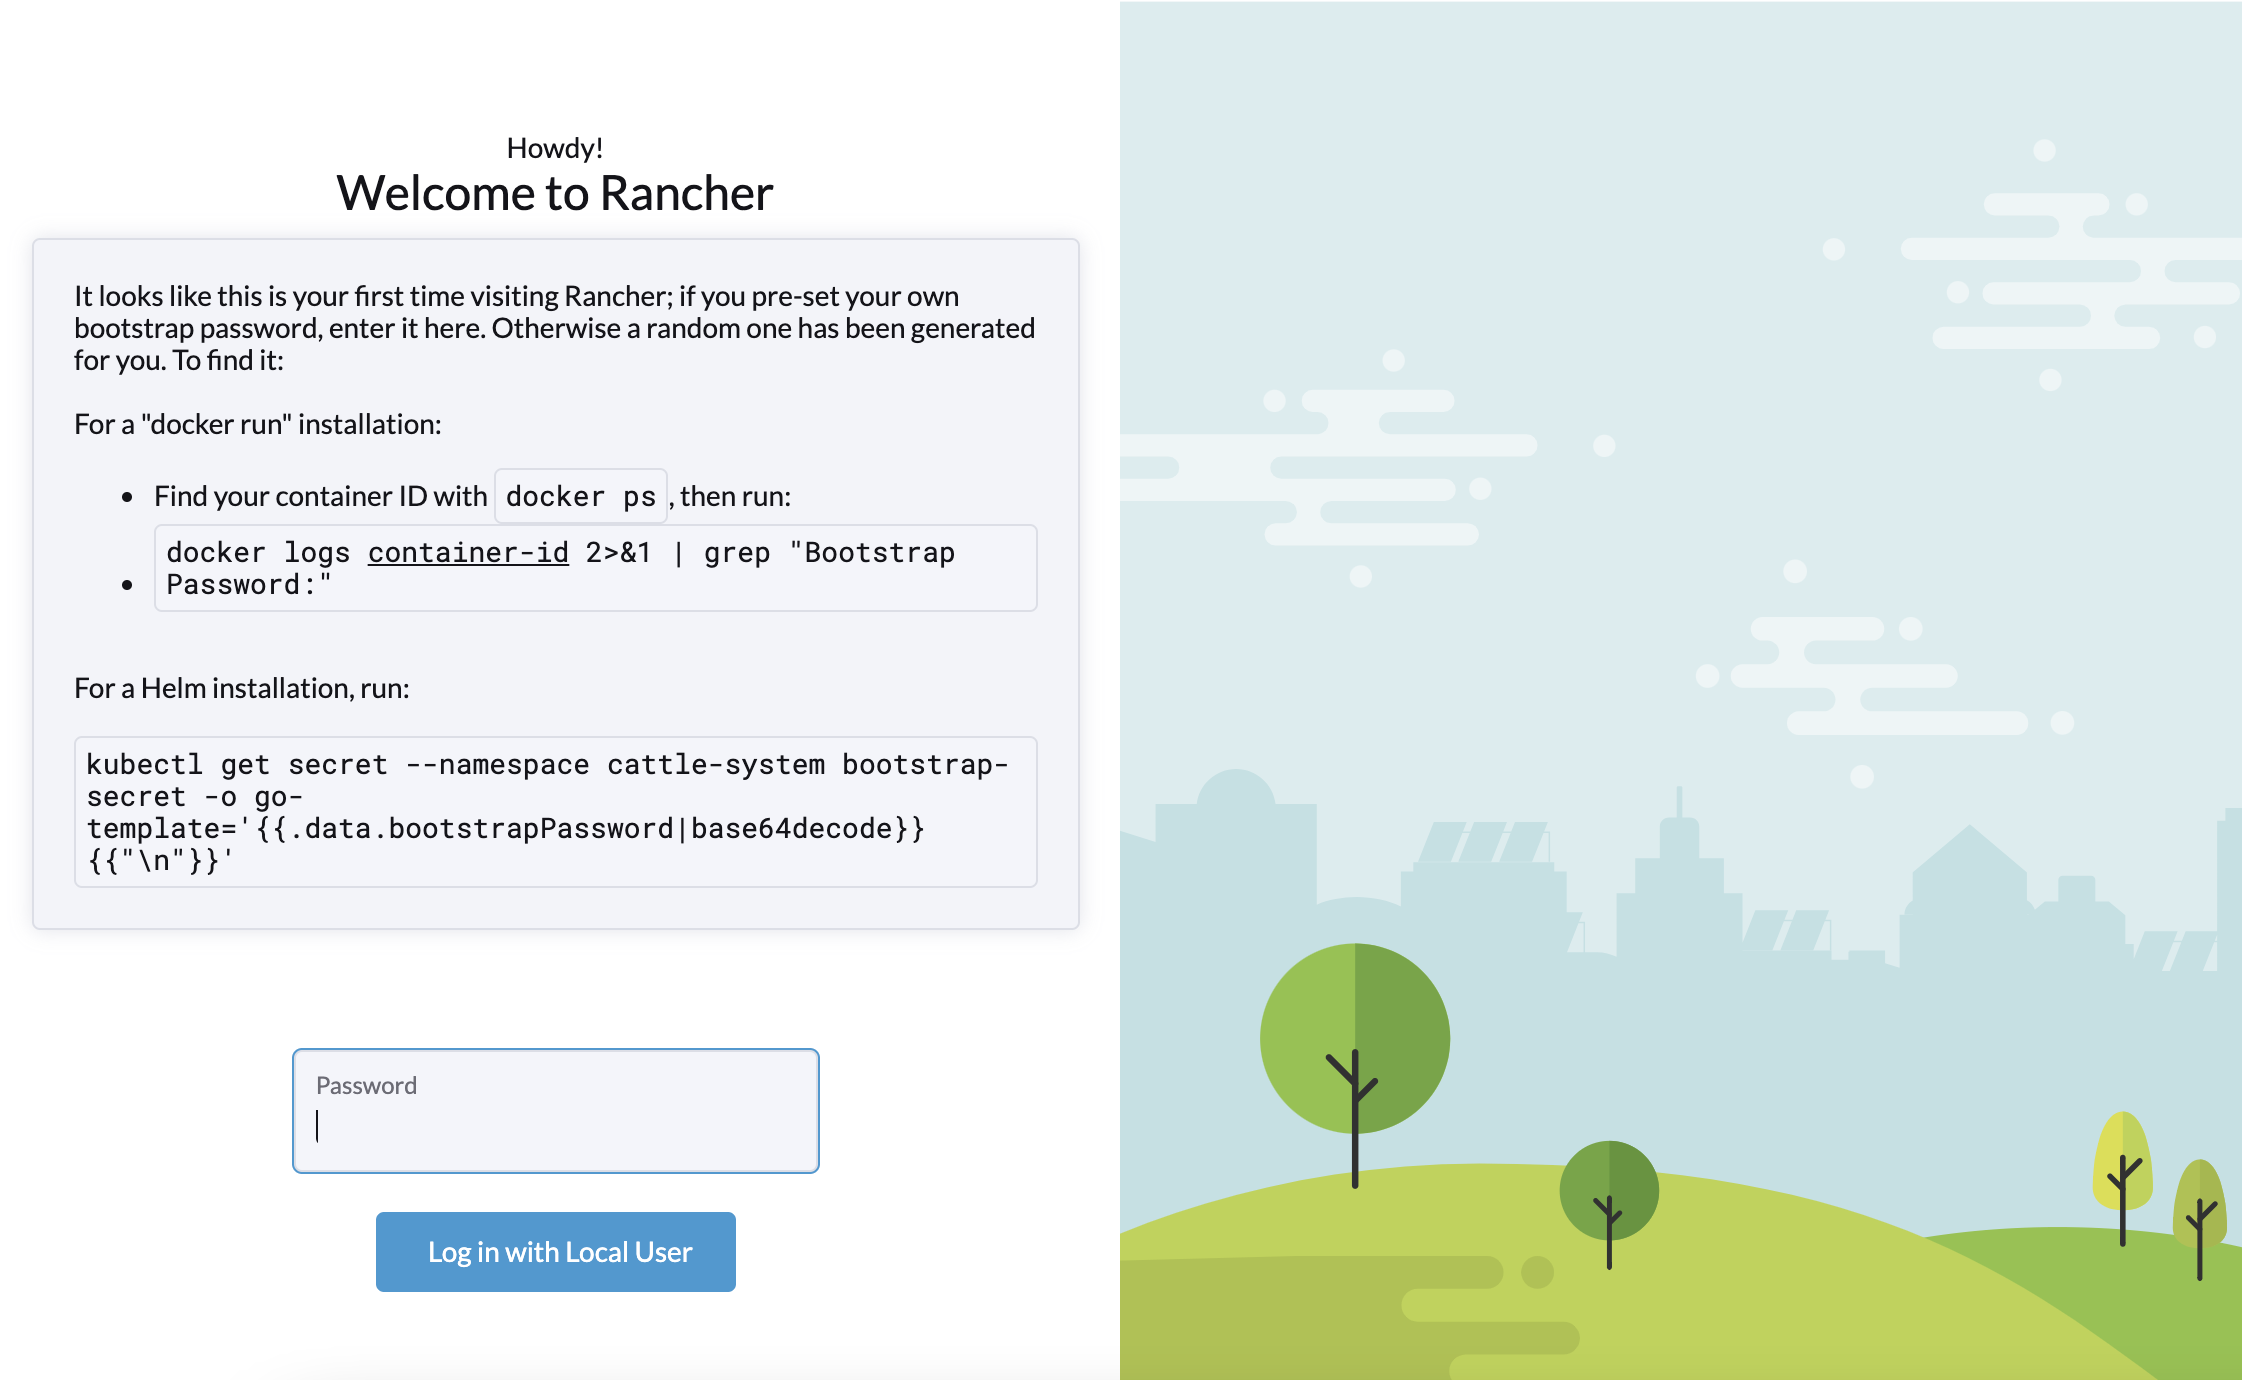 Howdy!
Welcome to Rancher
It looks like this is your first time visiting Rancher; if you pre-set your own
bootstrap password, enter it here. Otherwise a random one has been generated
for you. To find it:
For a "docker run" installation:
• Find your container ID with docker ps, then run:
• docker logs container-id 2>&1 | grep "Bootstrap
Password:"
For a Helm installation, run:
kubectl get secret --namespace cattle-system bootstrap-
secret -o go-
template='{{.data.bootstrapPassword|base64decode}}
{{"\n"}}'
Password
Log in with Local User